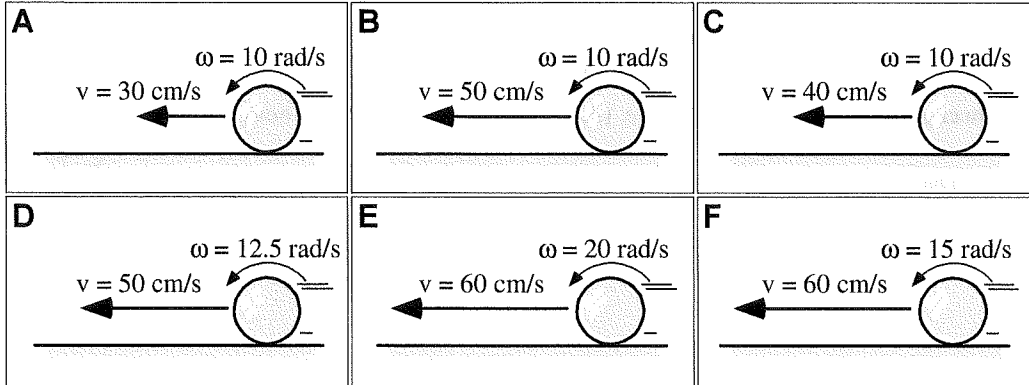 A
ω = 10 rad/s
v = 30 cm/s
B
ω = 10 rad/s
v = 50 cm/s
C
ω = 10 rad/s
v = 40 cm/s
D
ω = 12.5 rad/s
v = 50 cm/s
E
ω = 20 rad/s
v = 60 cm/s
F
ω = 15 rad/s
v = 60 cm/s